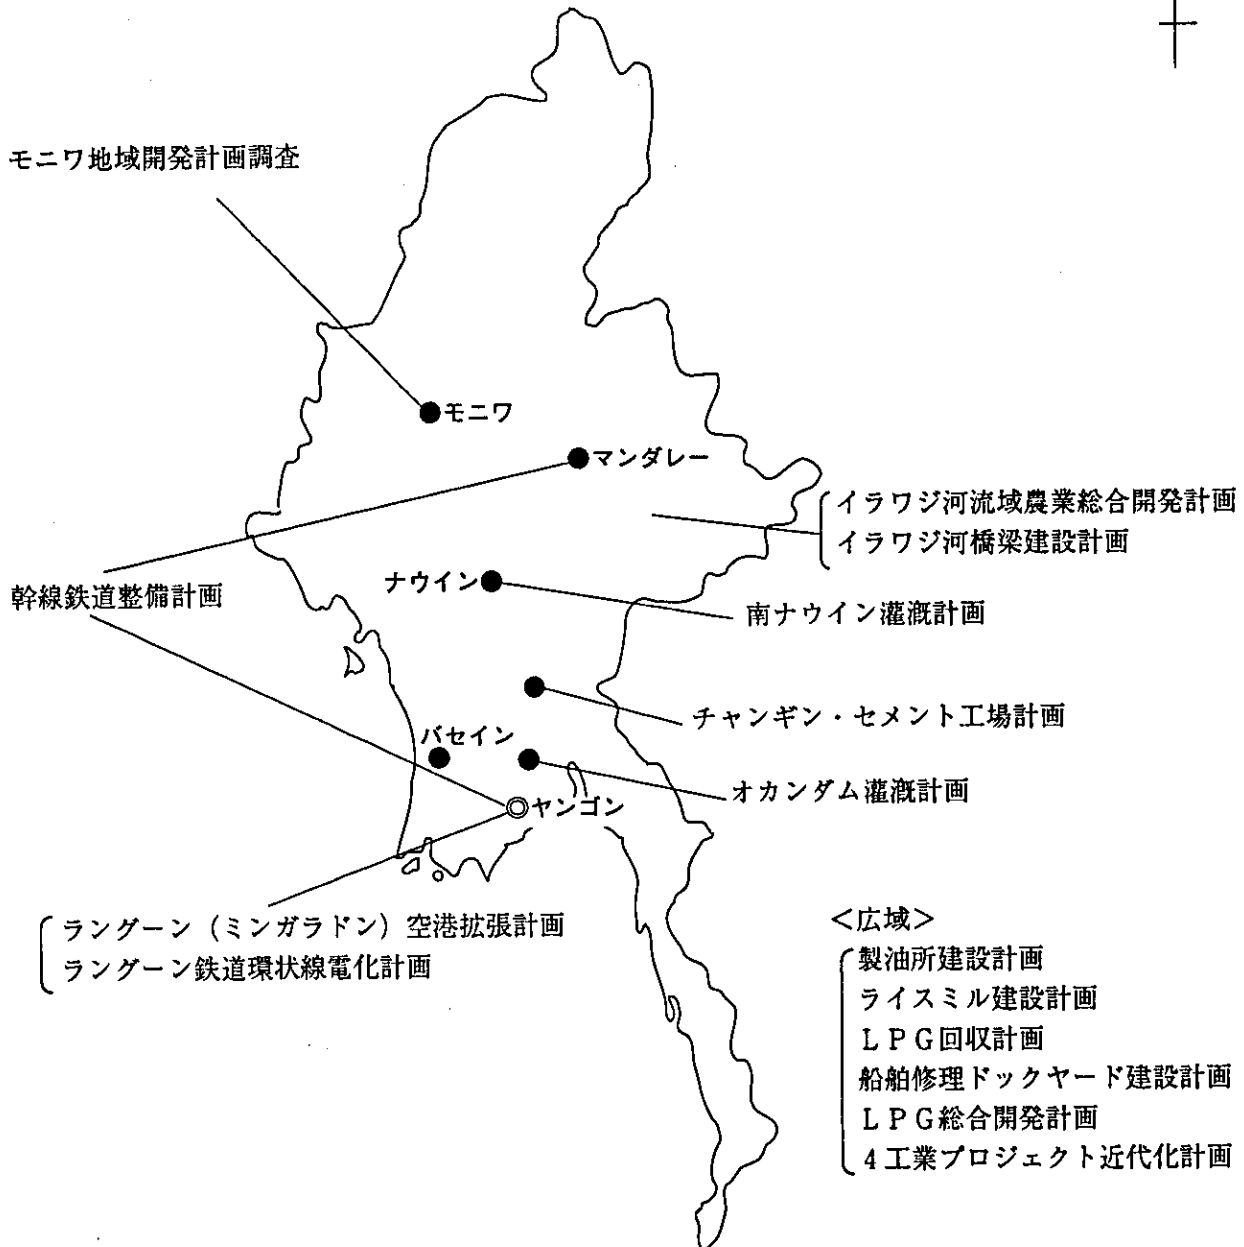 モニワ地域開発計画調査
モニワ
マンダレー
イラワジ河流域農業総合開発計画
イラワジ河橋梁建設計画
幹線鉄道整備計画
ナウイン
南ナウイン灌漑計画
チャンギン・セメント工場計画
バセイン
オカンダム灌漑計画
ヤンゴン
ラングーン（ミンガラドン）空港拡張計画
ラングーン鉄道環状線電化計画
＜広域＞
製油所建設計画
ライスミル建設計画
ＬＰＧ回収計画
船舶修理ドックヤード建設計画
ＬＰＧ総合開発計画
４工業プロジェクト近代化計画